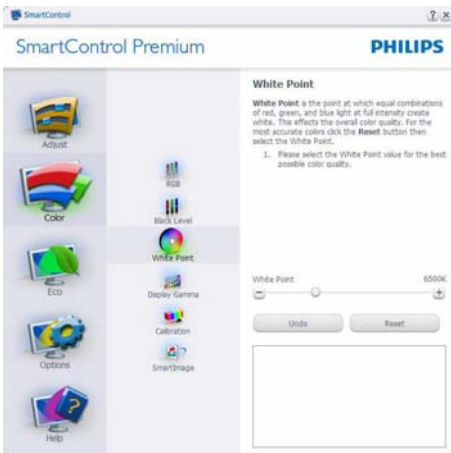 SmartControl
SmartControl Premium
PHILIPS
Adjust
Color
Eco
Options
Help
RGB
Black Level
White Point
Display Gamma
Calibration
SmartImage
White Point
White Point is the point at which equal combinations
of red, green, and blue light at full intensity create
white. The effects the overall color quality. For the
most accurate colors click the Reset button then
select the White Point.
1. Please select the White Point value for the best
possible color quality.
White Point 6500K
Undo Reset